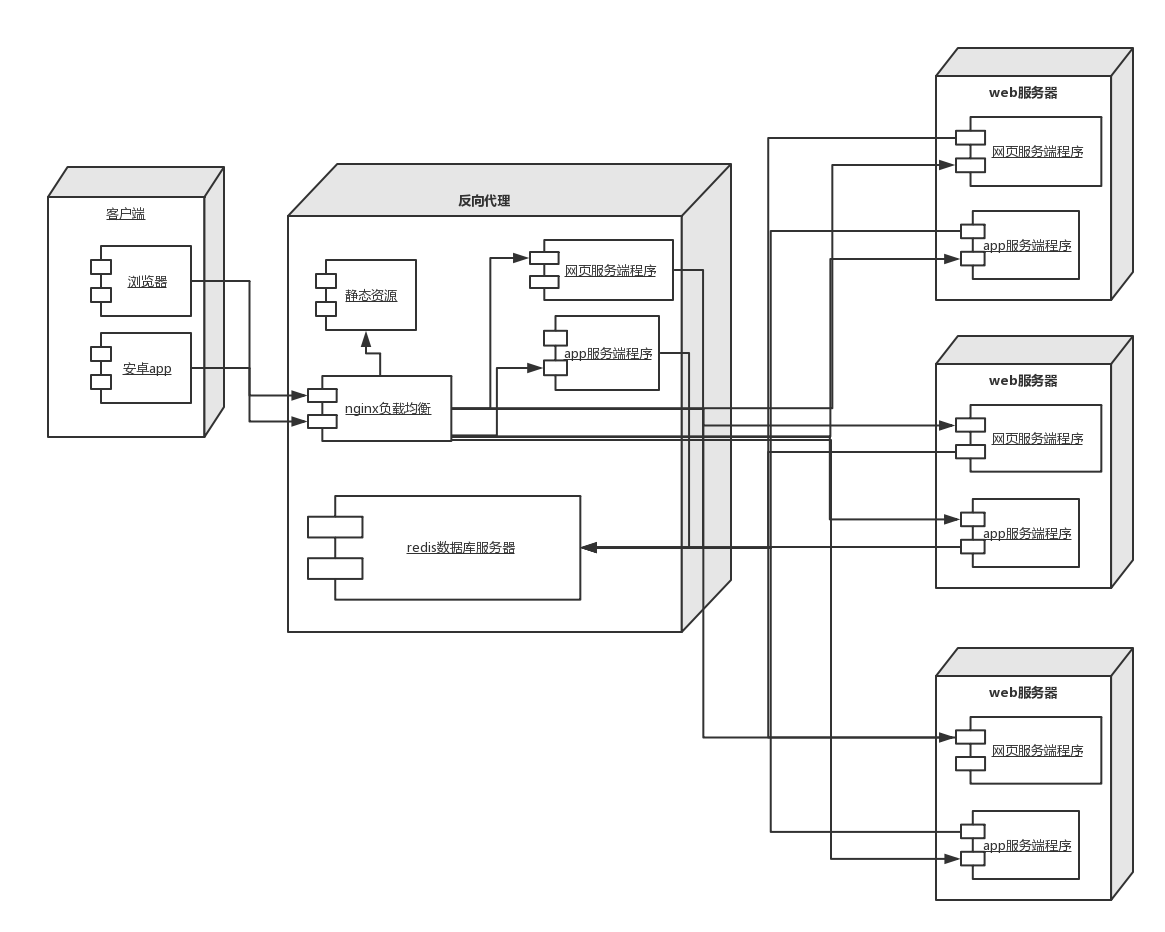 客户端
浏览器
安卓app
反向代理
静态资源
网页服务端程序
app服务端程序
nginx负载均衡
redis数据库服务器
web服务器
网页服务端程序
app服务端程序
web服务器
网页服务端程序
app服务端程序
web服务器
网页服务端程序
app服务端程序